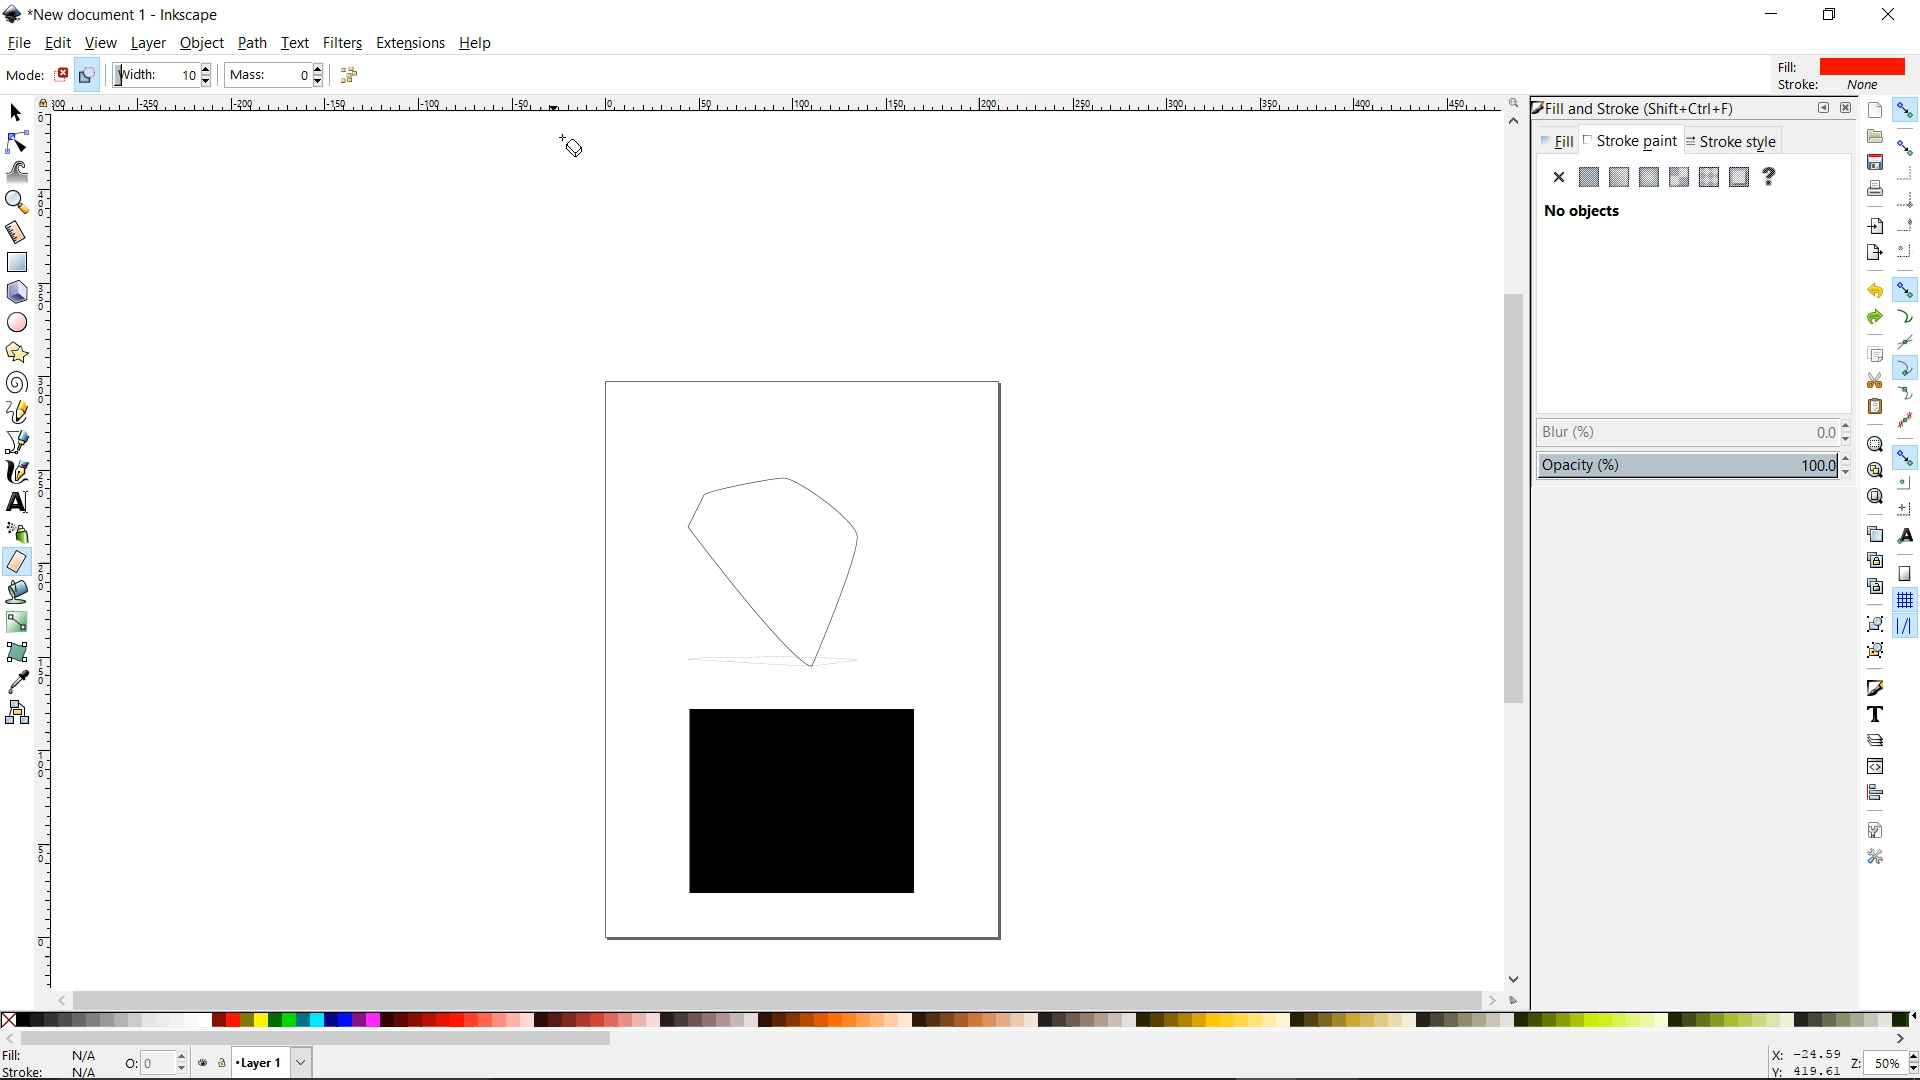 *New document 1 - Inkscape
File Edit View Layer Object Path Text Filters Extensions Help
Mode: Width: 10 Mass: 0
Fill:
Stroke: None
-250 -200 -150 -100 -50 0 50 100 150 200 250 300 350 400 450
Fill and Stroke (Shift+Ctrl+F)
Fill Stroke paint Stroke style
No objects
Blur (%) 0.0
Opacity (%) 100.0
Fill: N/A
Stroke: N/A
O: 0
•Layer 1
X: -24.59
Y: 419.61
Z: 50%